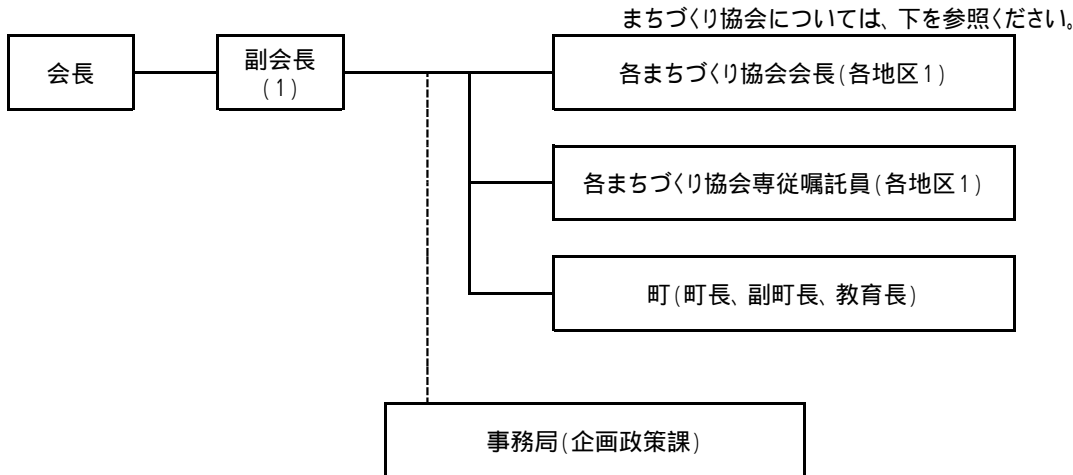 まちづくり協会については、下を参照ください。
会長
副会長
(1)
各まちづくり協会会長(各地区1)
各まちづくり協会専従嘱託員(各地区1)
町(町長、副町長、教育長)
事務局(企画政策課)